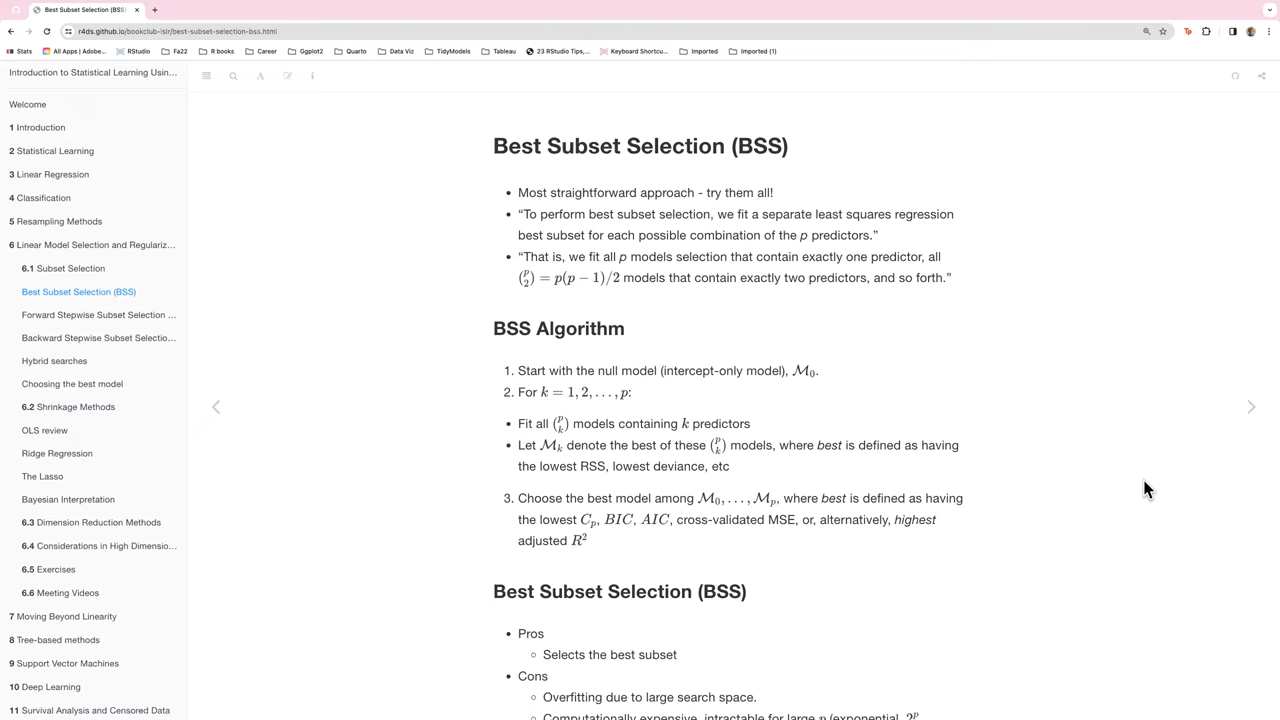 Best Subset Selection (BSS)
r4ds.github.io/bookclub-islr/best-subset-selection-bss.html
Stats
All Apps | Adobe...
RStudio
Fa22
R books
Career
Ggplot2
Quarto
Data Viz
TidyModels
Tableau
23 RStudio Tips,...
Keyboard Shortcu...
Imported
Imported (1)
Introduction to Statistical Learning Usin...
Welcome
1 Introduction
2 Statistical Learning
3 Linear Regression
4 Classification
5 Resampling Methods
6 Linear Model Selection and Regulariz...
6.1 Subset Selection
Best Subset Selection (BSS)
Forward Stepwise Subset Selection ...
Backward Stepwise Subset Selectio...
Hybrid searches
Choosing the best model
6.2 Shrinkage Methods
OLS review
Ridge Regression
The Lasso
Bayesian Interpretation
6.3 Dimension Reduction Methods
6.4 Considerations in High Dimensio...
6.5 Exercises
6.6 Meeting Videos
7 Moving Beyond Linearity
8 Tree-based methods
9 Support Vector Machines
10 Deep Learning
11 Survival Analysis and Censored Data
Best Subset Selection (BSS)
• Most straightforward approach - try them all!
• “To perform best subset selection, we fit a separate least squares regression
best subset for each possible combination of the p predictors.”
• “That is, we fit all p models selection that contain exactly one predictor, all
(p 2) = p(p − 1)/2 models that contain exactly two predictors, and so forth.”
BSS Algorithm
1. Start with the null model (intercept-only model), M₀.
2. For k = 1, 2, . . . , p:
• Fit all (p k) models containing k predictors
• Let Mₖ denote the best of these (p k) models, where best is defined as having
the lowest RSS, lowest deviance, etc
3. Choose the best model among M₀, . . . , Mₚ, where best is defined as having
the lowest Cₚ, BIC, AIC, cross-validated MSE, or, alternatively, highest
adjusted R²
Best Subset Selection (BSS)
• Pros
◦ Selects the best subset
• Cons
◦ Overfitting due to large search space.
◦ Computationally expensive, intractable for large p (exponential, 2ᵖ